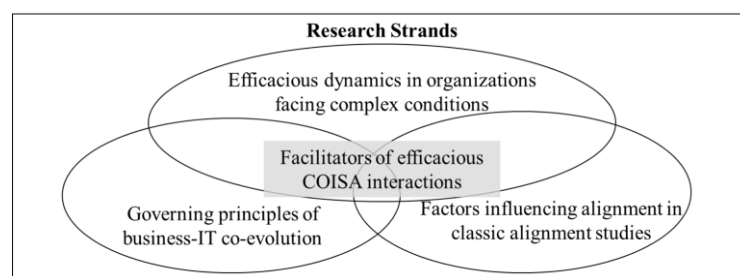 Research Strands
Efficacious dynamics in organizations
facing complex conditions
Facilitators of efficacious
COISA interactions
Governing principles of
business-IT co-evolution
Factors influencing alignment in
classic alignment studies